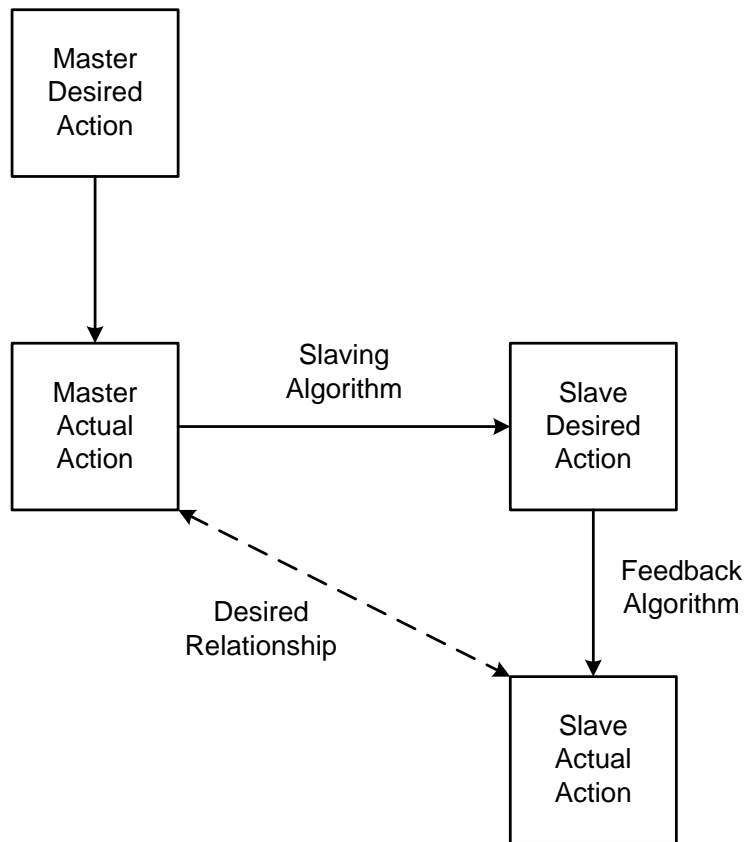 Master
Desired
Action
Master
Actual
Action
Slaving
Algorithm
Slave
Desired
Action
Feedback
Algorithm
Desired
Relationship
Slave
Actual
Action